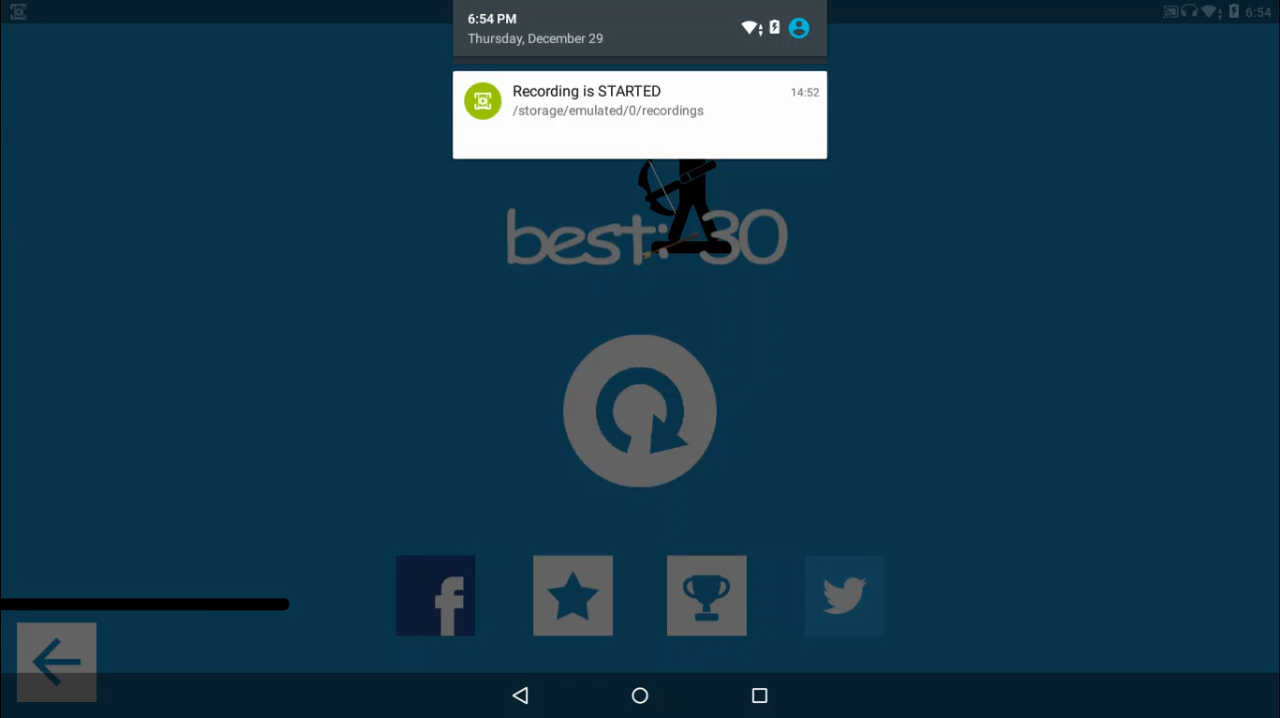 6:54 PM
6:54
Thursday, December 29
Recording is STARTED
14:52
/storage/emulated/0/recordings
best: 30
f